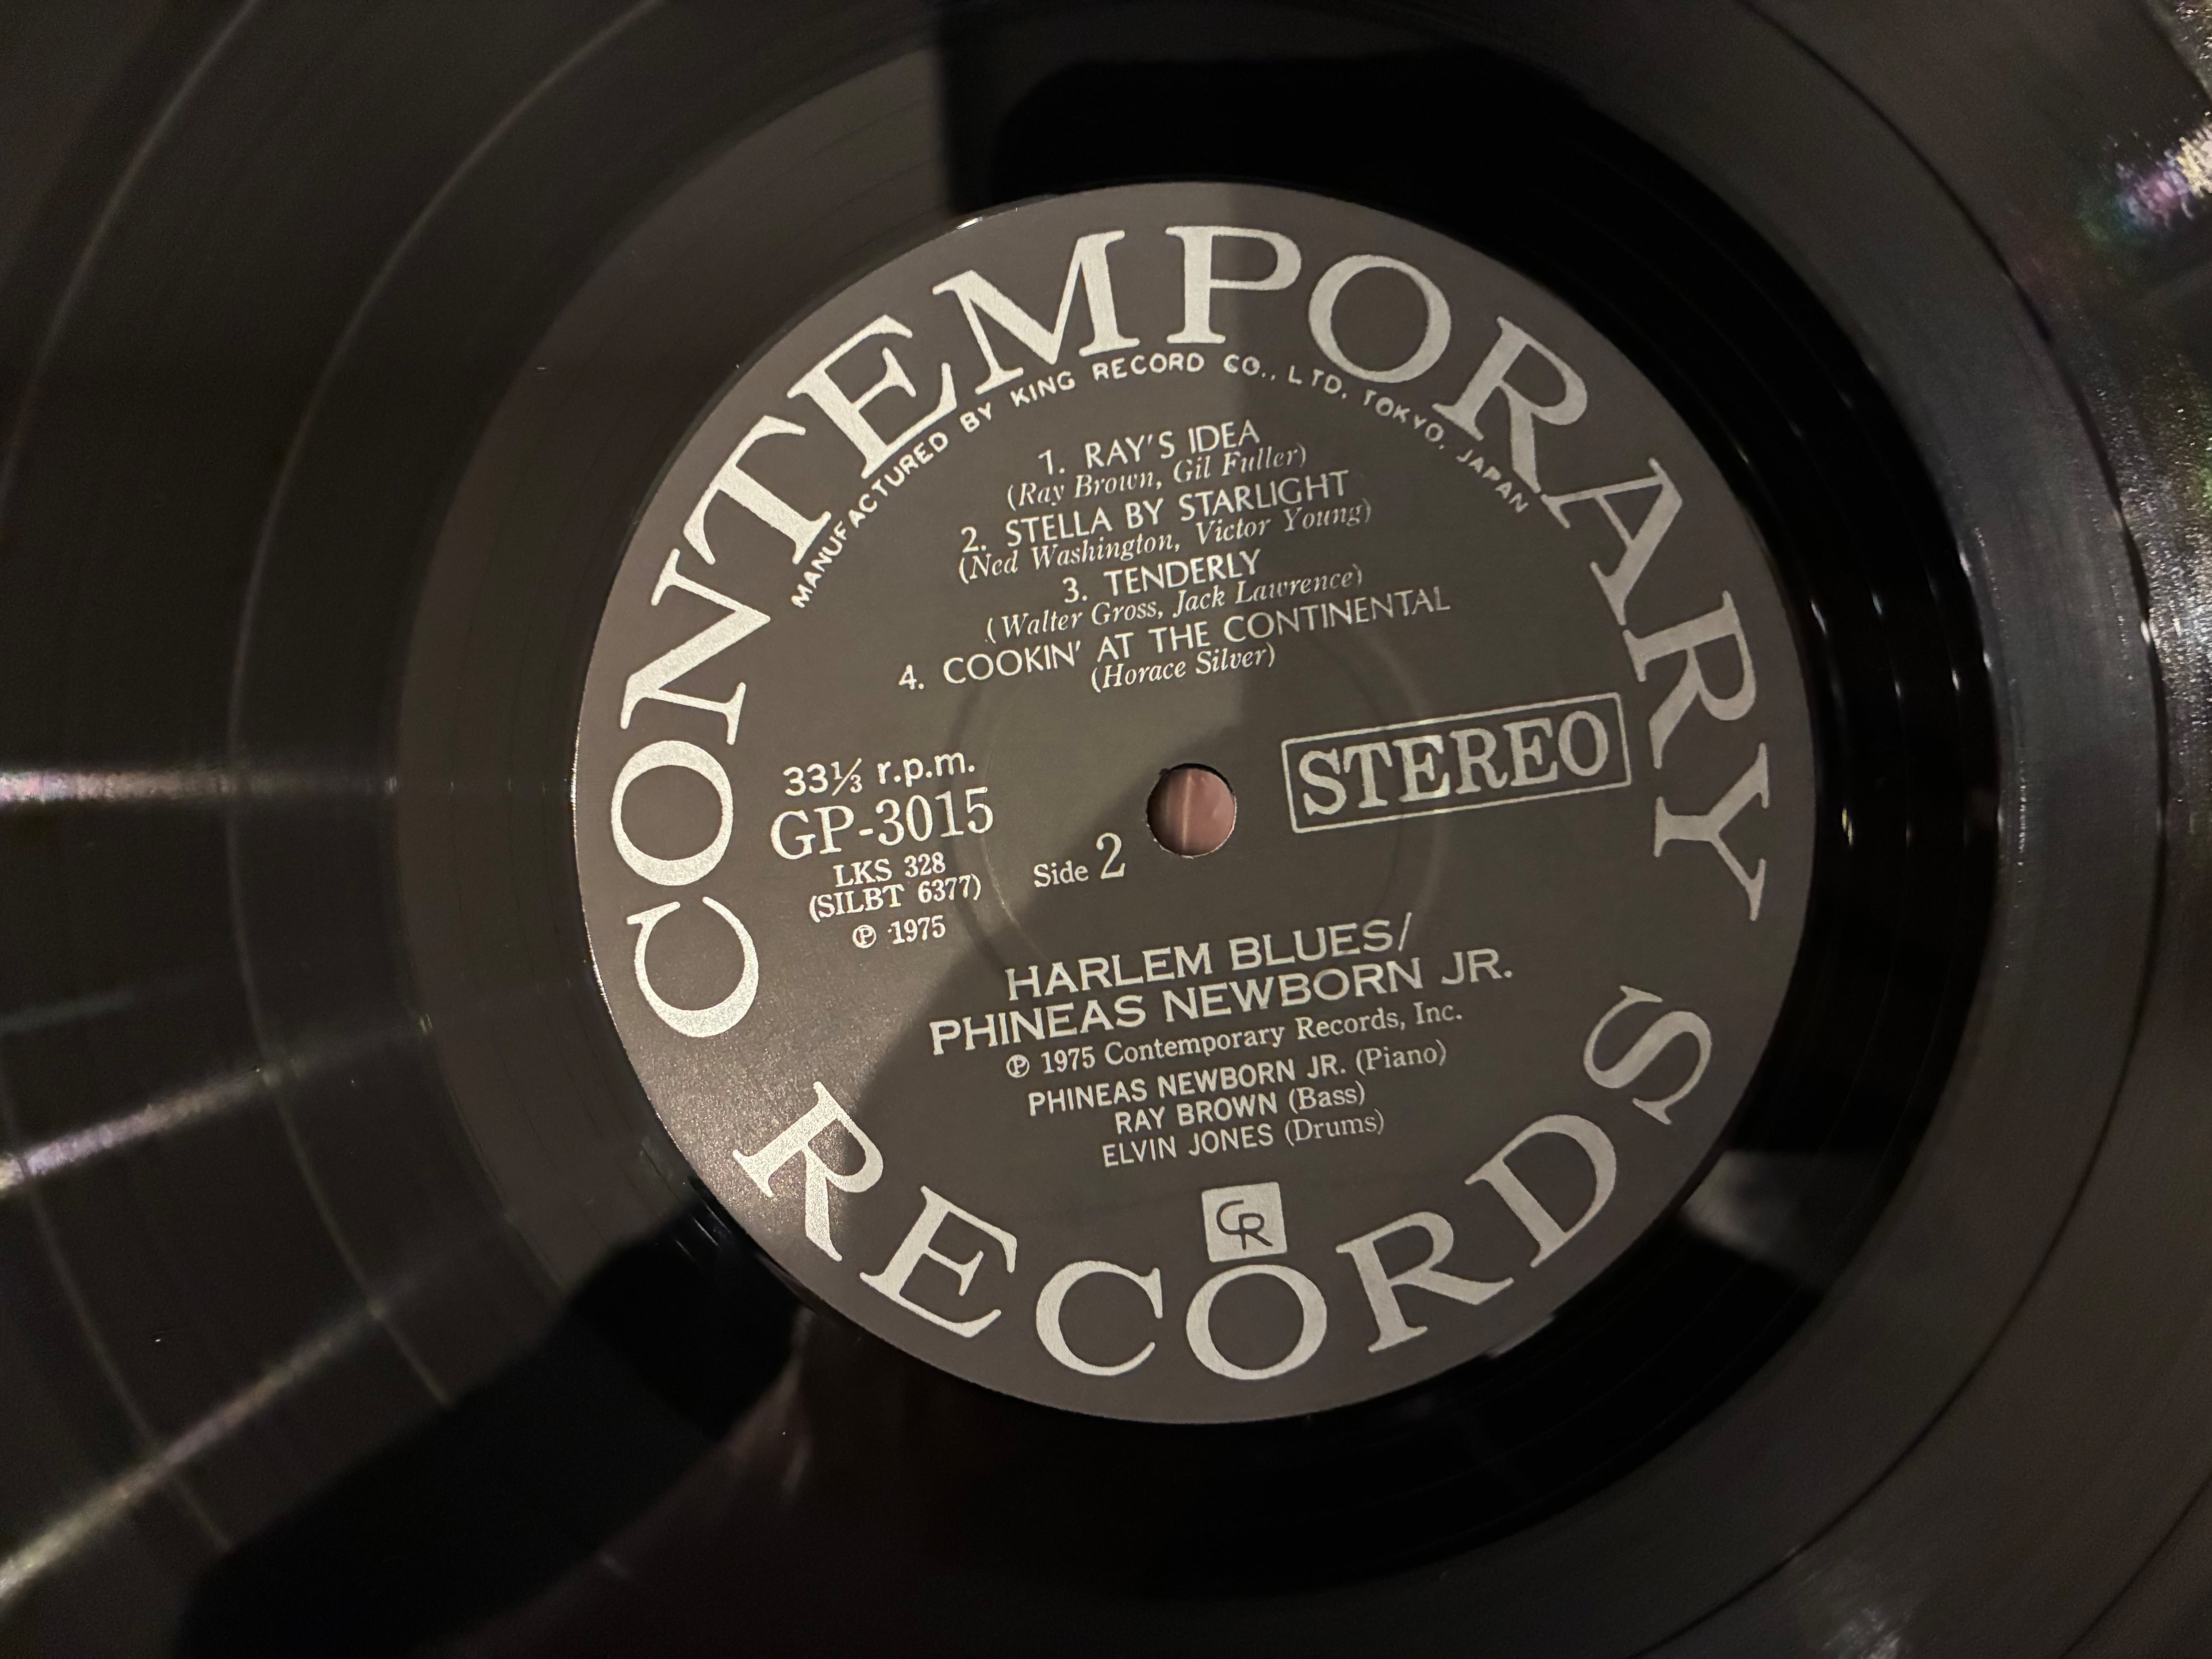 CONTEMPORARY
MANUFACTURED BY KING RECORD CO., LTD, TOKYO, JAPAN
1. RAY'S IDEA
(Ray Brown, Gil Fuller)
2. STELLA BY STARLIGHT
(Ned Washington, Victor Young)
3. TENDERLY
(Walter Gross, Jack Lawrence)
4. COOKIN' AT THE CONTINENTAL
(Horace Silver)
33⅓ r.p.m.
GP-3015
LKS 328
(SILBT 6377)
℗ 1975
Side 2
STEREO
HARLEM BLUES/
PHINEAS NEWBORN JR.
℗ 1975 Contemporary Records, Inc.
PHINEAS NEWBORN JR. (Piano)
RAY BROWN (Bass)
ELVIN JONES (Drums)
CR
RECORDS